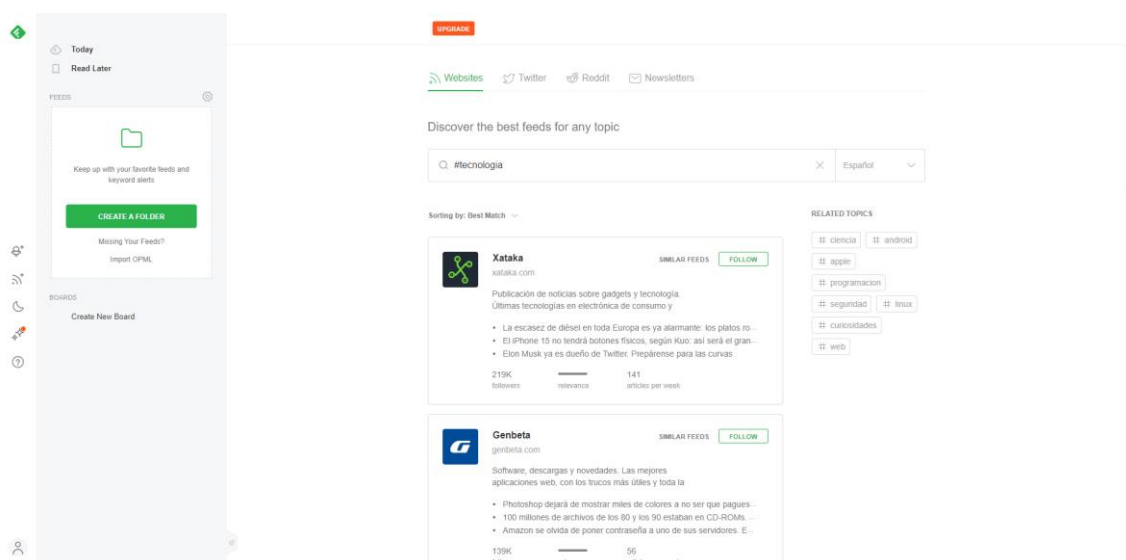 UPGRADE
Today
Read Later
FEEDS
Keep up with your favorite feeds and
keyword alerts
CREATE A FOLDER
Missing Your Feeds?
Import OPML
BOARDS
Create New Board
Websites
Twitter
Reddit
Newsletters
Discover the best feeds for any topic
#tecnologia
Español
Sorting by: Best Match
Xataka
SIMILAR FEEDS
FOLLOW
xataka.com
Publicación de noticias sobre gadgets y tecnología.
Últimas tecnologías en electrónica de consumo y
• La escasez de diésel en toda Europa es ya alarmante: los platos ro...
• El iPhone 15 no tendrá botones físicos, según Kuo: así será el gran...
• Elon Musk ya es dueño de Twitter. Prepárense para las curvas
219K
141
followers
relevance
articles per week
Genbeta
SIMILAR FEEDS
FOLLOW
genbeta.com
Software, descargas y novedades. Las mejores
aplicaciones web, con los trucos más útiles y toda la
• Photoshop dejará de mostrar miles de colores a no ser que pagues...
• 100 millones de archivos de los 80 y los 90 estaban en CD-ROMs. ...
• Amazon se olvida de poner contraseña a uno de sus servidores. E...
139K
56
RELATED TOPICS
# ciencia
# android
# apple
# programacion
# seguridad
# linux
# curiosidades
# web